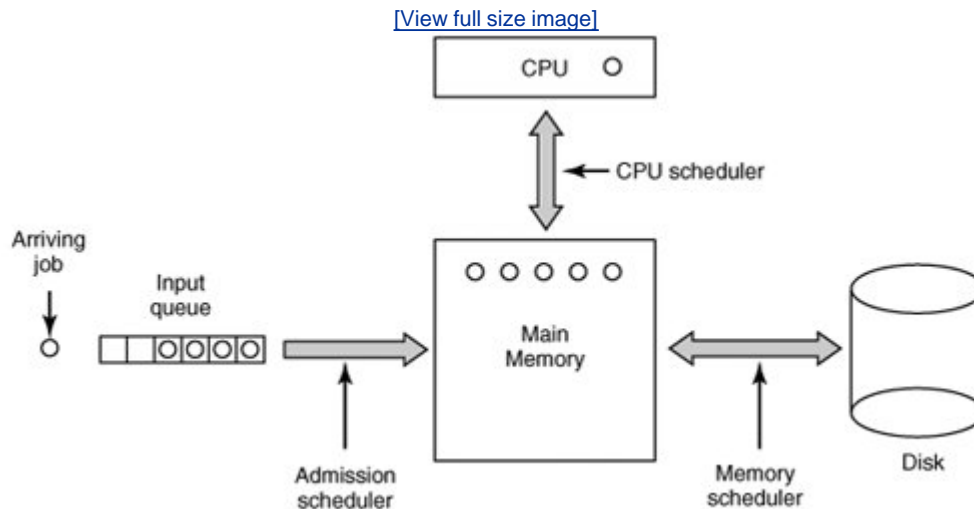 [View full size image]
CPU
CPU scheduler
Arriving
job
Input
queue
Main
Memory
Admission
scheduler
Memory
scheduler
Disk